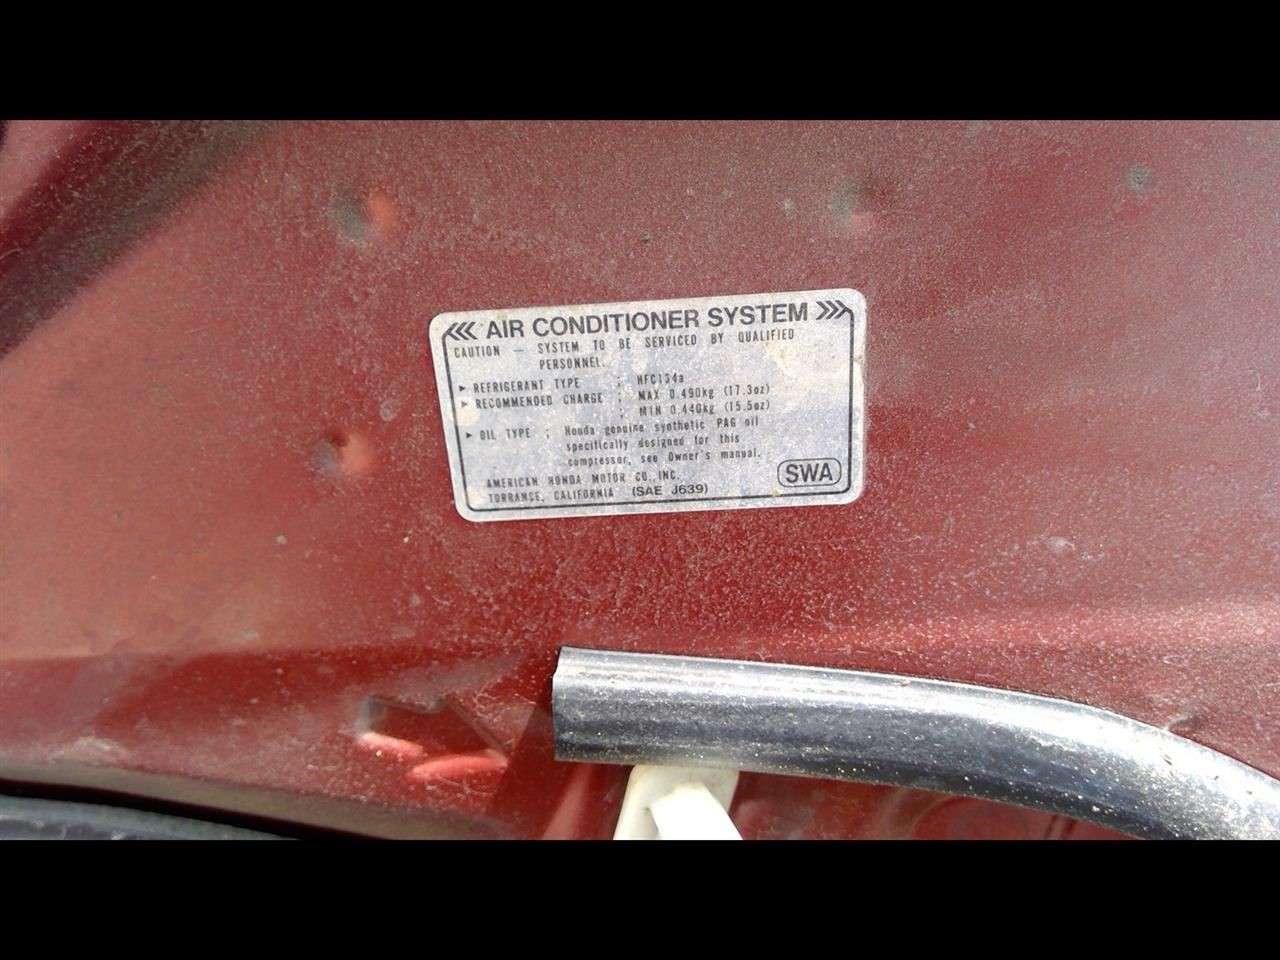 AIR CONDITIONER SYSTEM
CAUTION – SYSTEM TO BE SERVICED BY QUALIFIED
PERSONNEL.
▶ REFRIGERANT TYPE : HFC134a
▶ RECOMMENDED CHARGE : MAX 0.490kg (17.3oz)
: MIN 0.440kg (15.5oz)
▶ OIL TYPE : Honda genuine synthetic PAG oil
specifically designed for this
compressor, see Owner's manual.
AMERICAN HONDA MOTOR CO., INC.
TORRANCE, CALIFORNIA (SAE J639)
SWA